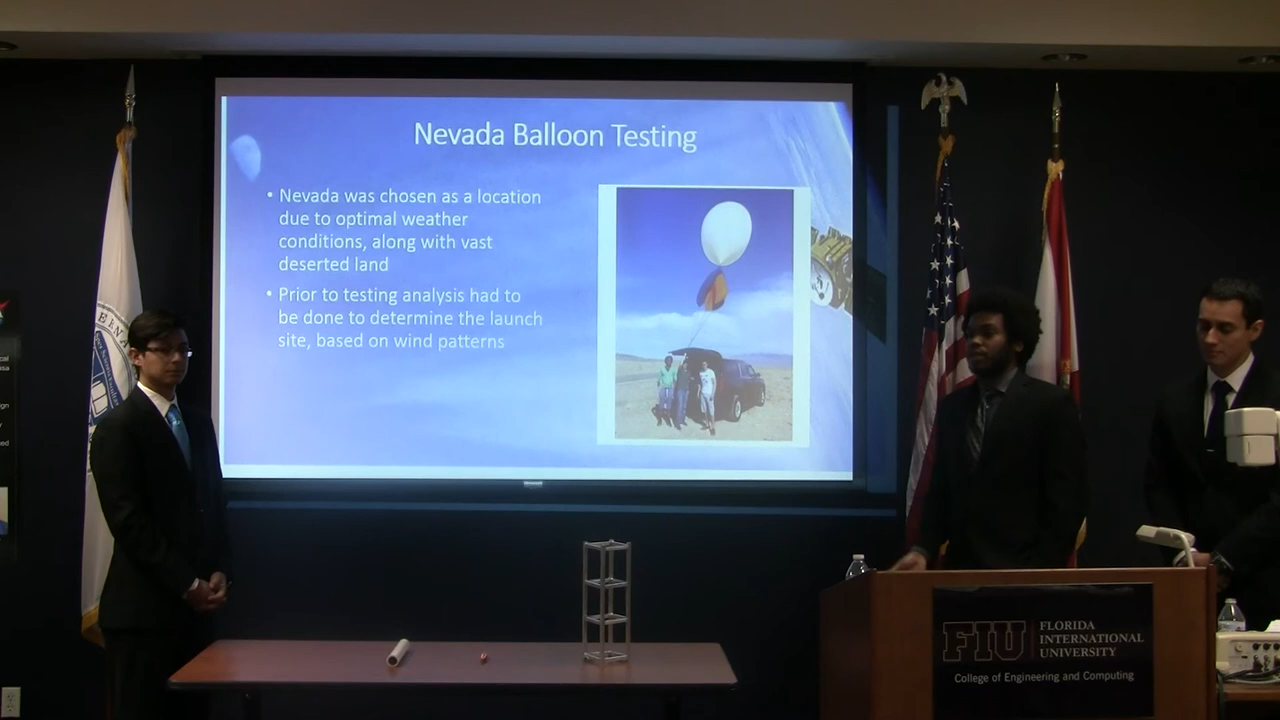 Nevada Balloon Testing
• Nevada was chosen as a location
due to optimal weather
conditions, along with vast
deserted land
• Prior to testing analysis had to
be done to determine the launch
site, based on wind patterns
FIU
FLORIDA
INTERNATIONAL
UNIVERSITY
College of Engineering and Computing